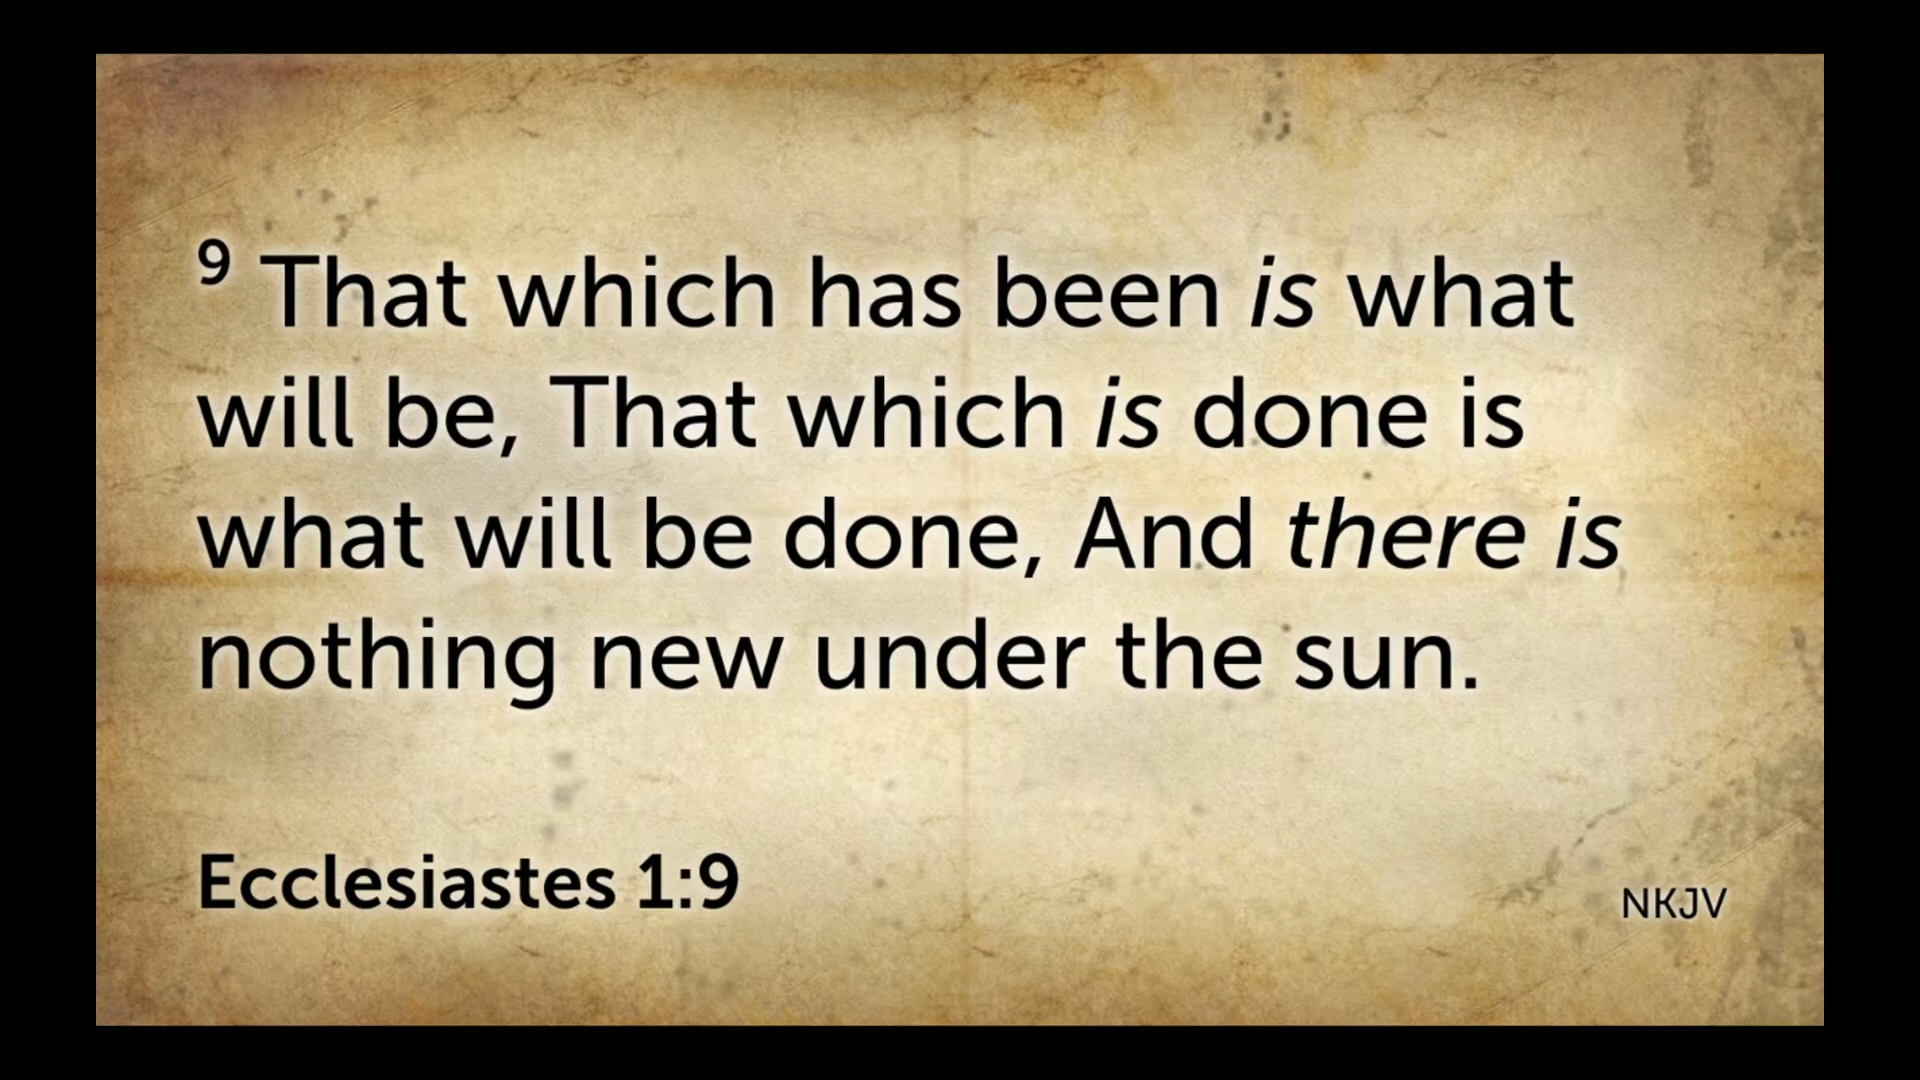 9 That which has been is what
will be, That which is done is
what will be done, And there is
nothing new under the sun.
Ecclesiastes 1:9
NKJV